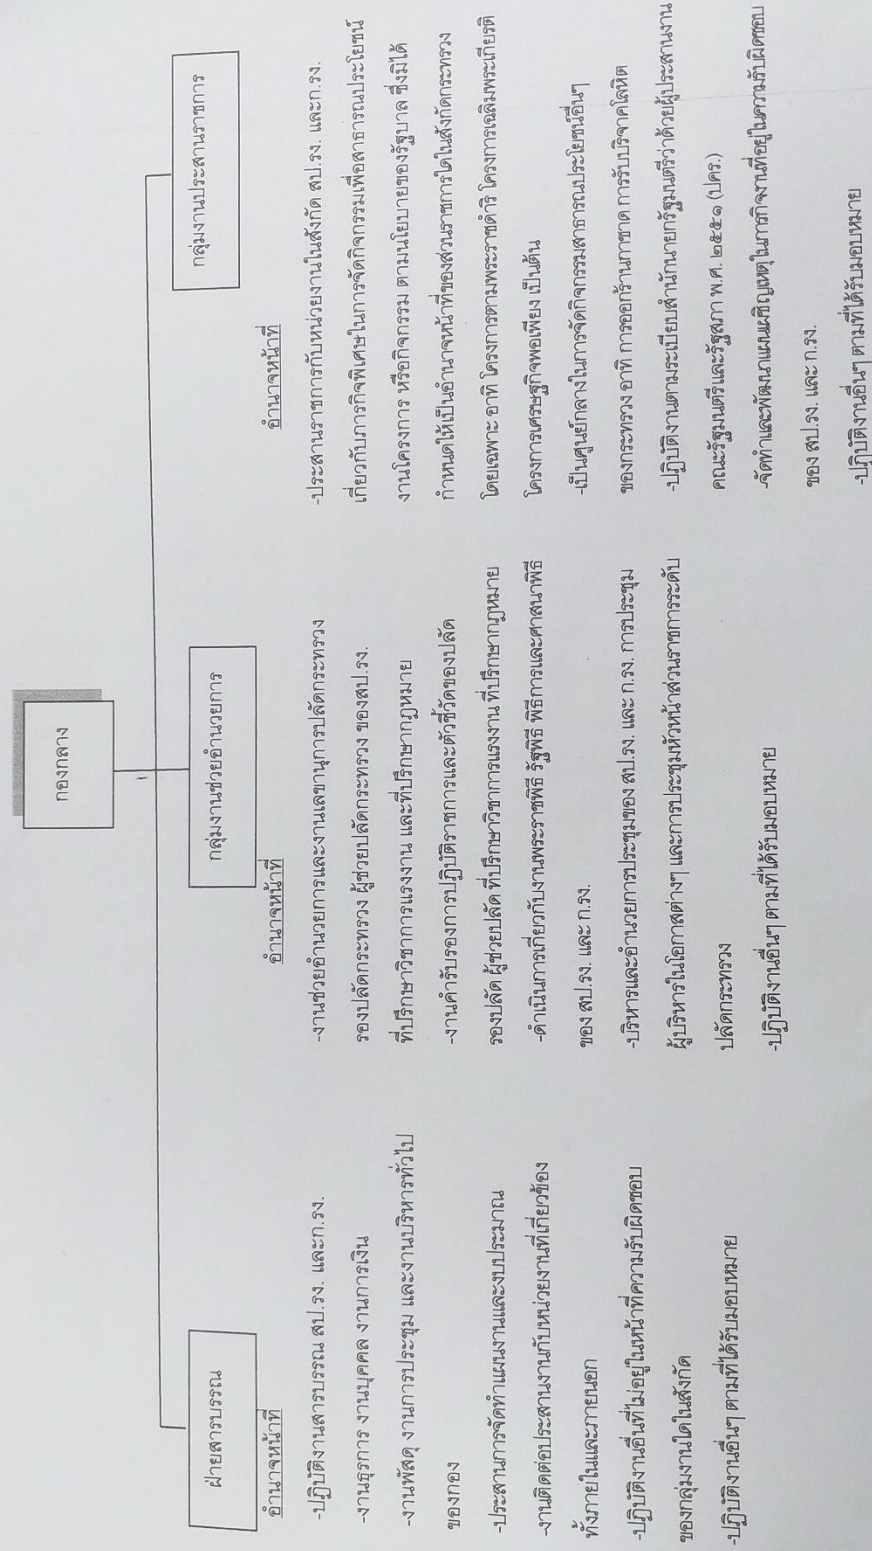 กองกลาง
ฝ่ายสารบรรณ
อำนาจหน้าที่
-ปฏิบัติงานสารบรรณ สป.รง. และก.รง.
-งานธุรการ งานบุคคล งานการเงิน
-งานพัสดุ งานการประชุม และงานบริหารทั่วไป
ของกอง
-ประสานการจัดทำแผนงานและงบประมาณ
-งานติดต่อประสานงานกับหน่วยงานที่เกี่ยวข้อง
ทั้งภายในและภายนอก
-ปฏิบัติงานอื่นที่ไม่อยู่ในหน้าที่ความรับผิดชอบ
ของกลุ่มงานใดในสังกัด
-ปฏิบัติงานอื่นๆ ตามที่ได้รับมอบหมาย
กลุ่มงานช่วยอำนวยการ
อำนาจหน้าที่
-งานช่วยอำนวยการและงานเลขานุการปลัดกระทรวง
รองปลัดกระทรวง ผู้ช่วยปลัดกระทรวง ของสป.รง.
ที่ปรึกษาวิชาการแรงงาน และที่ปรึกษากฎหมาย
-งานคำรับรองการปฏิบัติราชการและตัวชี้วัดของปลัด
รองปลัด ผู้ช่วยปลัด ที่ปรึกษาวิชาการแรงงาน ที่ปรึกษากฎหมาย
-ดำเนินการเกี่ยวกับงานพระราชพิธี รัฐพิธี พิธีการและศาสนาพิธี
ของ สป.รง. และ ก.รง.
-บริหารและอำนวยการประชุมของ สป.รง. และ ก.รง. การประชุม
ผู้บริหารในโอกาสต่างๆ และการประชุมหัวหน้าส่วนราชการระดับ
ปลัดกระทรวง
-ปฏิบัติงานอื่นๆ ตามที่ได้รับมอบหมาย
กลุ่มงานประสานราชการ
อำนาจหน้าที่
-ประสานราชการกับหน่วยงานในสังกัด สป.รง. และก.รง.
เกี่ยวกับภารกิจพิเศษในการจัดกิจกรรมเพื่อสาธารณประโยชน์
งานโครงการ หรือกิจกรรม ตามนโยบายของรัฐบาล ซึ่งมิได้
กำหนดให้เป็นอำนาจหน้าที่ของส่วนราชการใดในสังกัดกระทรวง
โดยเฉพาะ อาทิ โครงการตามพระราชดำริ โครงการเฉลิมพระเกียรติ
โครงการเศรษฐกิจพอเพียง เป็นต้น
-เป็นศูนย์กลางในการจัดกิจกรรมสาธารณประโยชน์อื่นๆ
ของกระทรวง อาทิ การออกร้านกาชาด การรับบริจาคโลหิต
-ปฏิบัติงานตามระเบียบสำนักนายกรัฐมนตรีว่าด้วยผู้ประสานงาน
คณะรัฐมนตรีและรัฐสภา พ.ศ. ๒๕๕๑ (ปคร.)
-จัดทำและพัฒนาแผนเผชิญเหตุในภารกิจงานที่อยู่ในความรับผิดชอบ
ของ สป.รง. และ ก.รง.
-ปฏิบัติงานอื่นๆ ตามที่ได้รับมอบหมาย